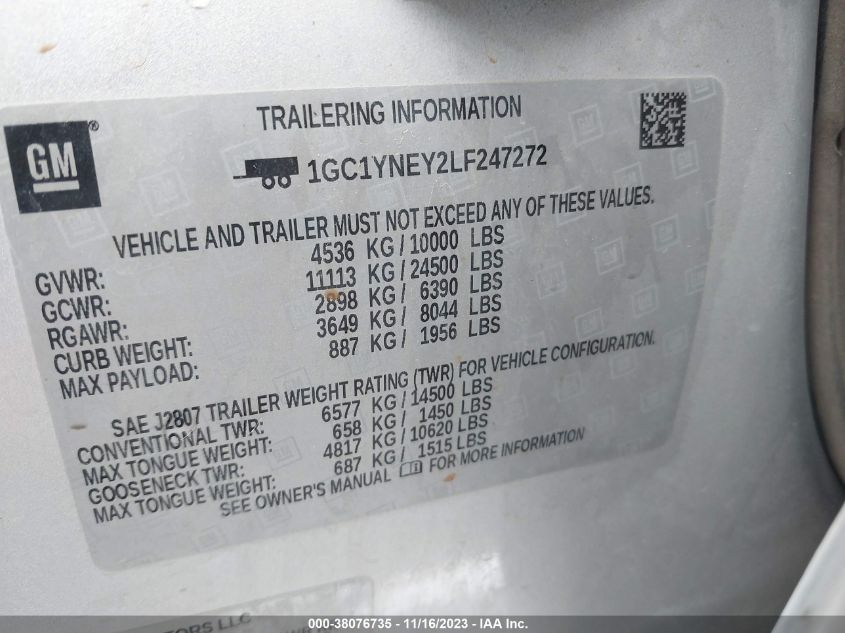 TRAILERING INFORMATION
GM ®
1GC1YNEY2LF247272
VEHICLE AND TRAILER MUST NOT EXCEED ANY OF THESE VALUES.
GVWR: 4536 KG/10000 LBS
GCWR: 11113 KG/24500 LBS
RGAWR: 2898 KG/ 6390 LBS
CURB WEIGHT: 3649 KG/ 8044 LBS
MAX PAYLOAD: 887 KG/ 1956 LBS
SAE J2807 TRAILER WEIGHT RATING (TWR) FOR VEHICLE CONFIGURATION.
CONVENTIONAL TWR: 6577 KG/14500 LBS
MAX TONGUE WEIGHT: 658 KG/ 1450 LBS
GOOSENECK TWR: 4817 KG/10620 LBS
MAX TONGUE WEIGHT: 687 KG/ 1515 LBS
SEE OWNER'S MANUAL FOR MORE INFORMATION
LLC
000-38076735 - 11/16/2023 - IAA Inc.